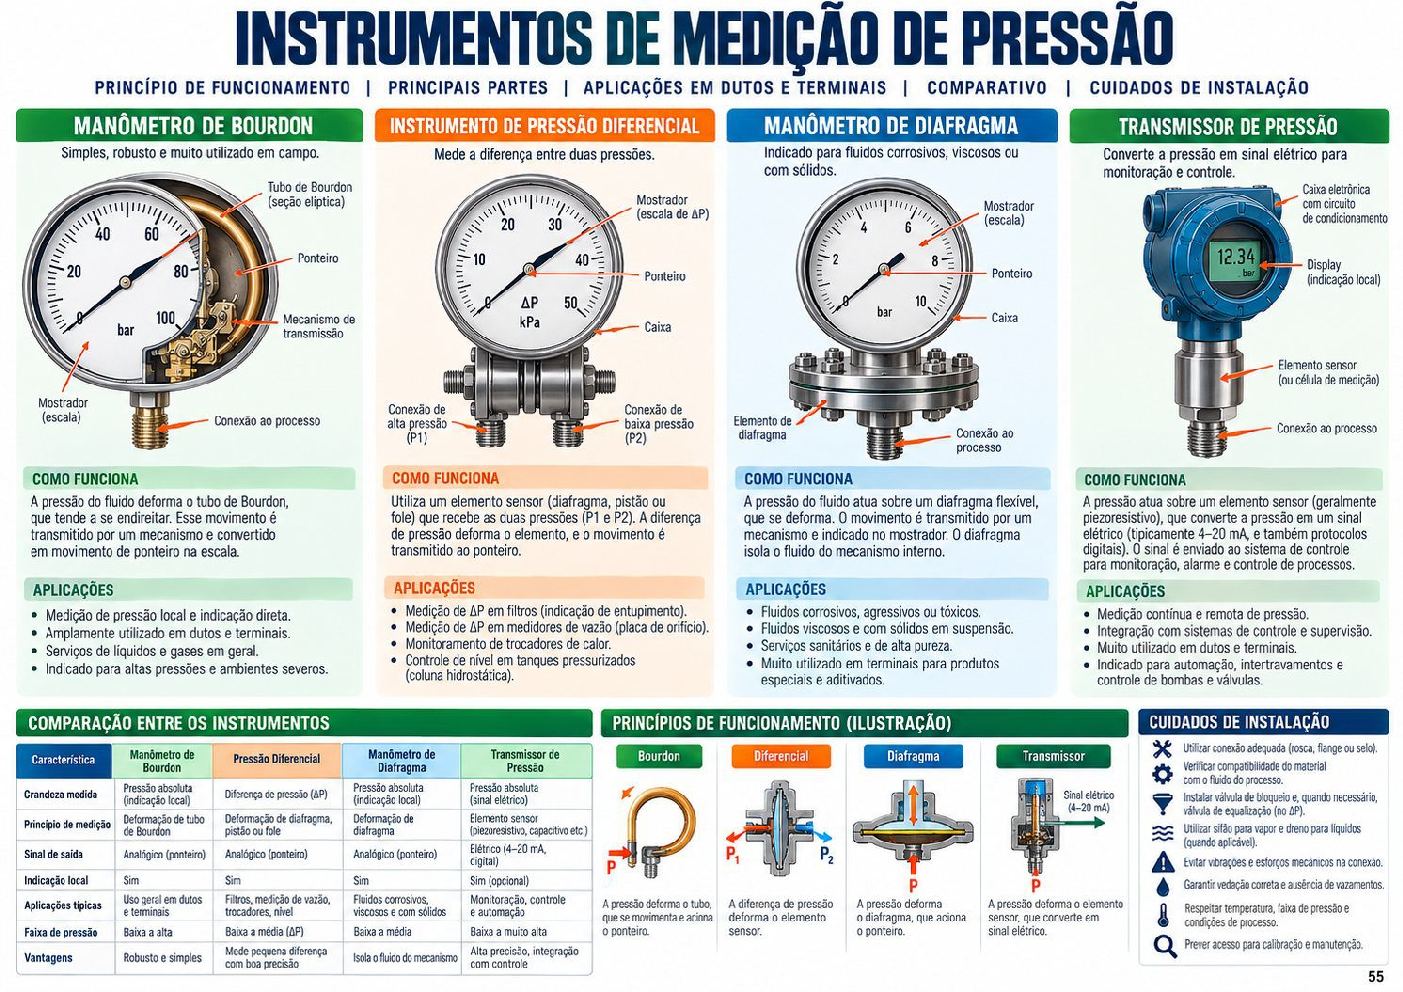 INSTRUMENTOS DE MEDIÇÃO DE PRESSÃO
PRINCÍPIO DE FUNCIONAMENTO | PRINCIPAIS PARTES | APLICAÇÕES EM DUTOS E TERMINAIS | COMPARATIVO | CUIDADOS DE INSTALAÇÃO
MANÔMETRO DE BOURDON
Simples, robusto e muito utilizado em campo.
Tubo de Bourdon
(seção elíptica)
Ponteiro
Mecanismo de
transmissão
0
20
40
60
80
100
bar
Mostrador
(escala)
Conexão ao processo
COMO FUNCIONA
A pressão do fluido deforma o tubo de Bourdon,
que tende a se endireitar. Esse movimento é
transmitido por um mecanismo e convertido
em movimento de ponteiro na escala.
APLICAÇÕES
• Medição de pressão local e indicação direta.
• Amplamente utilizado em dutos e terminais.
• Serviços de líquidos e gases em geral.
• Indicado para altas pressões e ambientes severos.
INSTRUMENTO DE PRESSÃO DIFERENCIAL
Mede a diferença entre duas pressões.
Mostrador
(escala de ΔP)
Ponteiro
Caixa
0
10
20
30
40
50
ΔP
kPa
Conexão de
alta pressão
(P1)
Conexão de
baixa pressão
(P2)
COMO FUNCIONA
Utiliza um elemento sensor (diafragma, pistão ou
fole) que recebe as duas pressões (P1 e P2). A diferença
de pressão deforma o elemento, e o movimento é
transmitido ao ponteiro.
APLICAÇÕES
• Medição de ΔP em filtros (indicação de entupimento).
• Medição de ΔP em medidores de vazão (placa de orifício).
• Monitoramento de trocadores de calor.
• Controle de nível em tanques pressurizados
(coluna hidrostática).
MANÔMETRO DE DIAFRAGMA
Indicado para fluidos corrosivos, viscosos ou
com sólidos.
Mostrador
(escala)
Ponteiro
Caixa
0
2
4
6
8
10
bar
Elemento de
diafragma
Conexão ao
processo
COMO FUNCIONA
A pressão do fluido atua sobre um diafragma flexível,
que se deforma. O movimento é transmitido por um
mecanismo e indicado no mostrador. O diafragma
isola o fluido do mecanismo interno.
APLICAÇÕES
• Fluidos corrosivos, agressivos ou tóxicos.
• Fluidos viscosos e com sólidos em suspensão.
• Serviços sanitários e de alta pureza.
• Muito utilizado em terminais para produtos
especiais e aditivados.
TRANSMISSOR DE PRESSÃO
Converte a pressão em sinal elétrico para
monitoração e controle.
Caixa eletrônica
com circuito
de condicionamento
12.34
bar
Display
(indicação local)
Elemento sensor
(ou célula de medição)
Conexão ao processo
COMO FUNCIONA
A pressão atua sobre um elemento sensor (geralmente
piezoresistivo), que converte a pressão em um sinal
elétrico (tipicamente 4–20 mA, e também protocolos
digitais). O sinal é enviado ao sistema de controle
para monitoração, alarme e controle de processos.
APLICAÇÕES
• Medição contínua e remota de pressão.
• Integração com sistemas de controle e supervisão.
• Muito utilizado em dutos e terminais.
• Indicado para automação, intertravamentos e
controle de bombas e válvulas.
COMPARAÇÃO ENTRE OS INSTRUMENTOS
Característica | Manômetro de Bourdon | Pressão Diferencial | Manômetro de Diafragma | Transmissor de Pressão
Grandeza medida | Pressão absoluta (indicação local) | Diferença de pressão (ΔP) | Pressão absoluta (indicação local) | Pressão absoluta (sinal elétrico)
Princípio de medição | Deformação de tubo de Bourdon | Deformação de diafragma, pistão ou fole | Deformação de diafragma | Elemento sensor (piezoresistivo, capacitivo etc.)
Sinal de saída | Analógico (ponteiro) | Analógico (ponteiro) | Analógico (ponteiro) | Elétrico (4–20 mA, digital)
Indicação local | Sim | Sim | Sim | Sim (opcional)
Aplicações típicas | Uso geral em dutos e terminais | Filtros, medição de vazão, trocadores, nível | Fluidos corrosivos, viscosos e com sólidos | Monitoração, controle e automação
Faixa de pressão | Baixa a alta | Baixa a média (ΔP) | Baixa a média | Baixa a muito alta
Vantagens | Robusto e simples | Mede pequena diferença com boa precisão | Isola o fluido do mecanismo | Alta precisão, integração com controle
PRINCÍPIOS DE FUNCIONAMENTO (ILUSTRAÇÃO)
Bourdon
P
A pressão deforma o tubo,
que se movimenta e aciona
o ponteiro.
Diferencial
P1
P2
A diferença de pressão
deforma o elemento
sensor.
Diafragma
P
A pressão deforma
o diafragma, que aciona
o ponteiro.
Transmissor
Sinal elétrico
(4–20 mA)
P
A pressão deforma o elemento
sensor, que converte em
sinal elétrico.
CUIDADOS DE INSTALAÇÃO
Utilizar conexão adequada (rosca, flange ou selo).
Verificar compatibilidade do material
com o fluido do processo.
Instalar válvula de bloqueio e, quando necessário,
válvula de equalização (no ΔP).
Utilizar sifão para vapor e dreno para líquidos
(quando aplicável).
Evitar vibrações e esforços mecânicos na conexão.
Garantir vedação correta e ausência de vazamentos.
Respeitar temperatura, faixa de pressão e
condições de processo.
Prever acesso para calibração e manutenção.
55